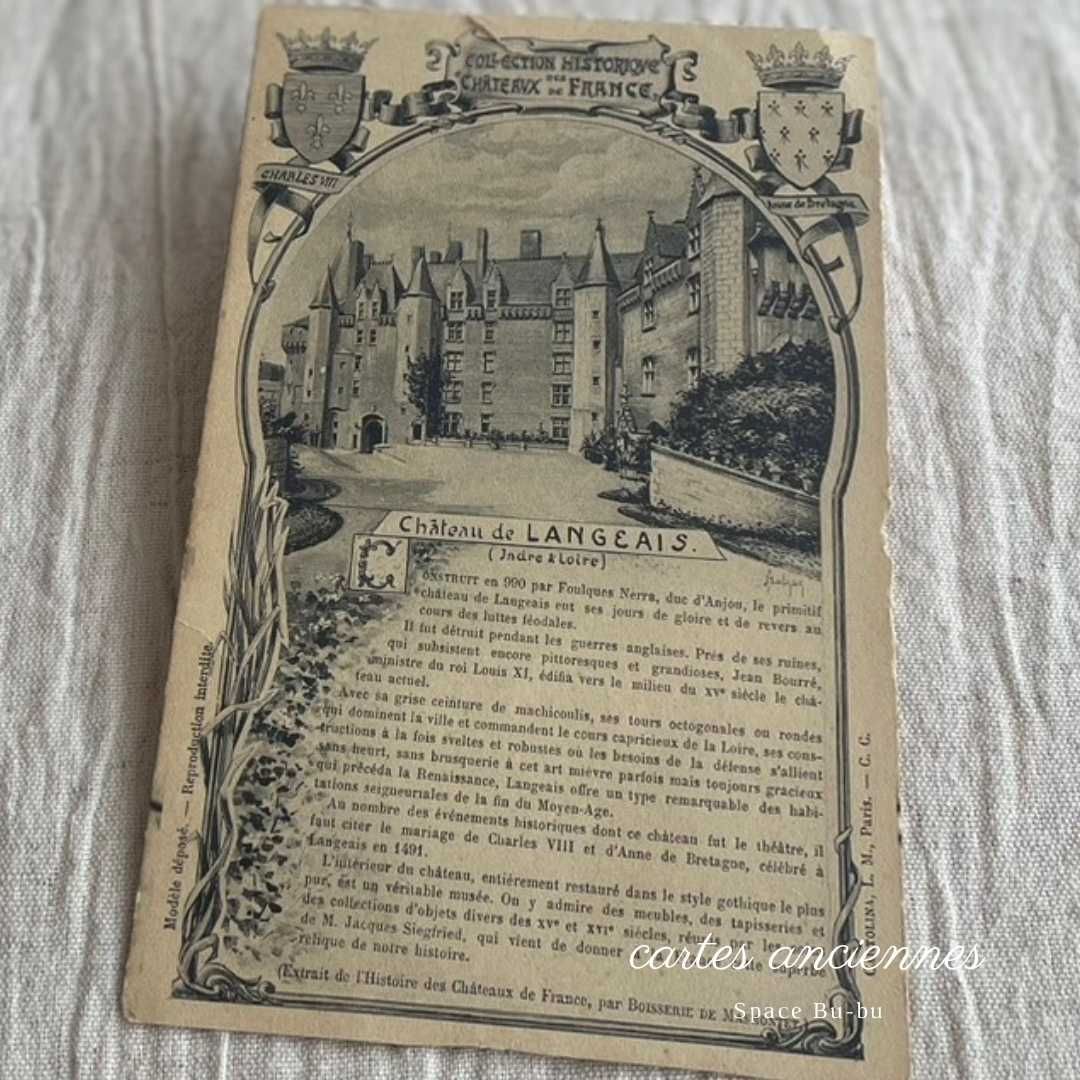 COLLECTION HISTORIQUE
DES
CHÂTEAUX DE FRANCE.
CHARLES VIII
Anne de Bretagne
Château de LANGEAIS.
(Indre & Loire)
CONSTRUIT en 990 par Foulques Nerra, duc d'Anjou, le primitif
château de Langeais eut ses jours de gloire et de revers au
cours des luttes féodales.
Il fut détruit pendant les guerres anglaises. Prés de ses ruines,
qui subsistent encore pittoresques et grandioses, Jean Bourré,
ministre du roi Louis XI, édifia vers le milieu du XVe siècle le châ-
teau actuel.
Avec sa grise ceinture de machicoulis, ses tours octogonales ou rondes
qui dominent la ville et commandent le cours capricieux de la Loire, ses cons-
tructions à la fois sveltes et robustes où les besoins de la défense s'allient
sans heurt, sans brusquerie à cet art mièvre parfois mais toujours gracieux
qui précéda la Renaissance, Langeais offre un type remarquable des habi-
tations seigneuriales de la fin du Moyen-Age.
Au nombre des événements historiques dont ce château fut le théâtre, il
faut citer le mariage de Charles VIII et d'Anne de Bretagne, célébré à
Langeais en 1491.
L'intérieur du château, entièrement restauré dans le style gothique le plus
pur, est un véritable musée. On y admire des meubles, des tapisseries et
des collections d'objets divers des XVe et XVIe siècles, les
de M. Jacques Siegfried, qui vient de donner
relique de notre histoire.
(Extrait de l'Histoire des Châteaux de France, par BOISSERIE DE
Modèle déposé. — Reproduction interdite.
L. M., Paris. — C. C.
cartes anciennes
Space Bu-bu